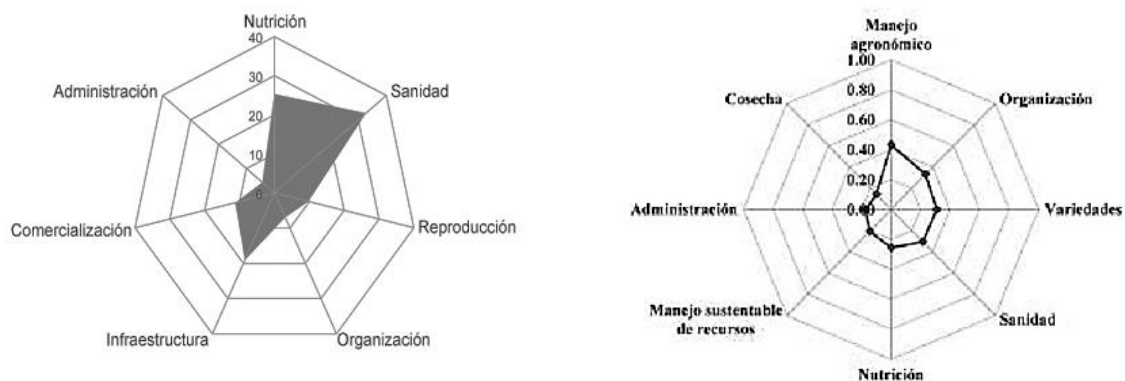 Nutrición
40
30
20
10
0
Sanidad
Reproducción
Organización
Infraestructura
Comercialización
Administración
Manejo
agronómico
1.00
0.80
0.60
0.40
0.20
0.00
Organización
Variedades
Sanidad
Nutrición
Manejo sustentable
de recursos
Administración
Cosecha